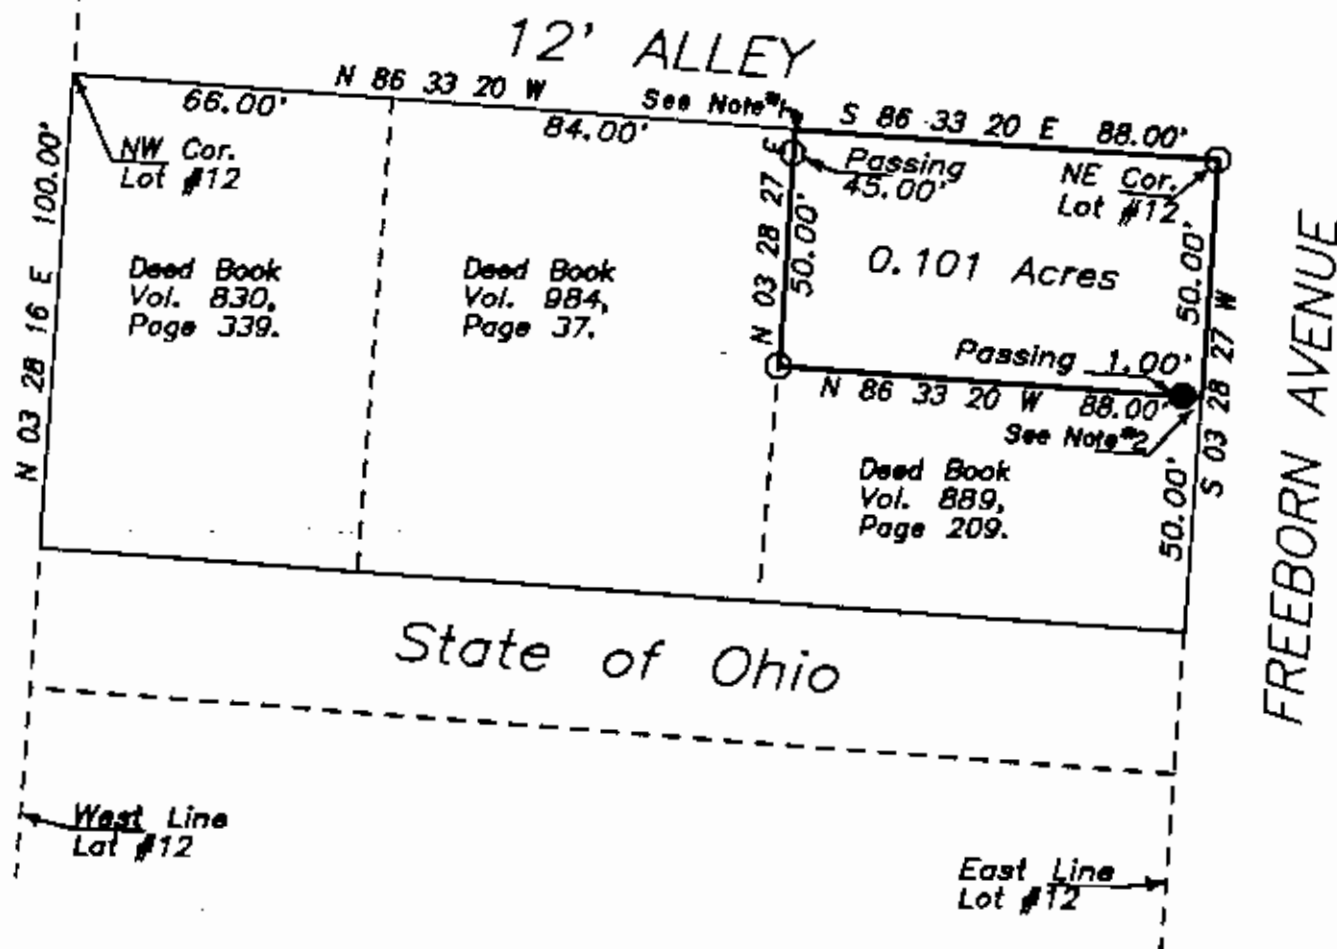 12' ALLEY
N 86 33 20 W
66.00'
84.00'
See Note#1
S 86 33 20 E 88.00'
NW Cor.
Lot #12
N 03 28 16 E 100.00'
Passing
45.00'
NE Cor.
Lot #12
N 03 28 27 E
50.00'
0.101 Acres
50.00'
S 03 28 27 W
Deed Book
Vol. 830,
Page 339.
Deed Book
Vol. 984,
Page 37.
Passing 1.00'
N 86 33 20 W 88.00'
See Note#2
Deed Book
Vol. 889,
Page 209.
50.00'
FREEBORN AVENUE
State of Ohio
West Line
Lot #12
East Line
Lot #12